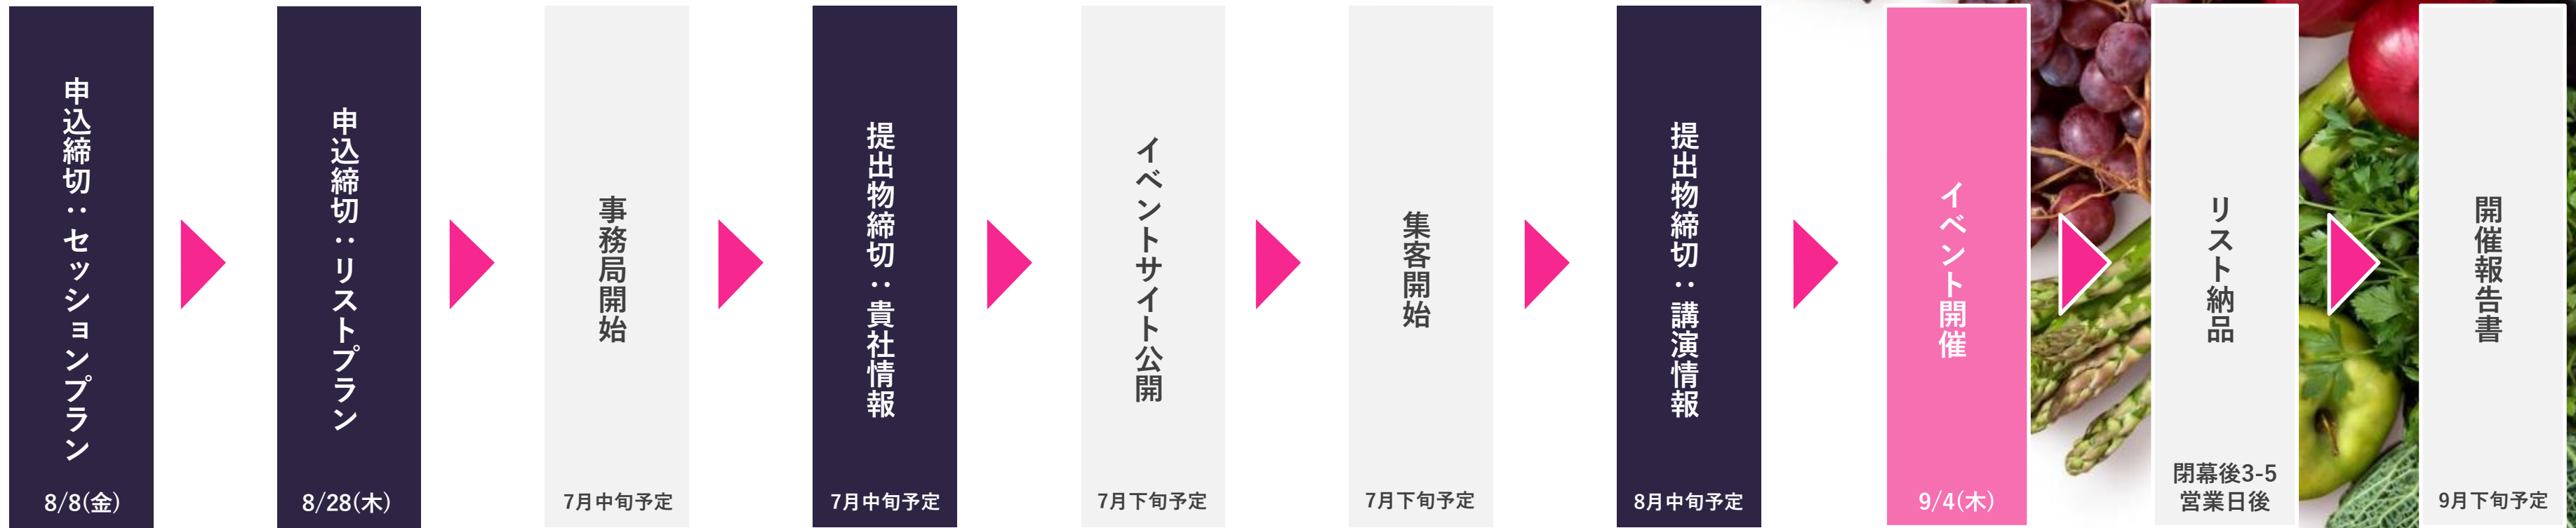 申込締切：セッションプラン
8/8(金)
申込締切：リストプラン
8/28(木)
事務局開始
7月中旬予定
提出物締切：貴社情報
7月中旬予定
イベントサイト公開
7月下旬予定
集客開始
7月下旬予定
提出物締切：講演情報
8月中旬予定
イベント開催
9/4(木)
リスト納品
閉幕後3-5
営業日後
開催報告書
9月下旬予定